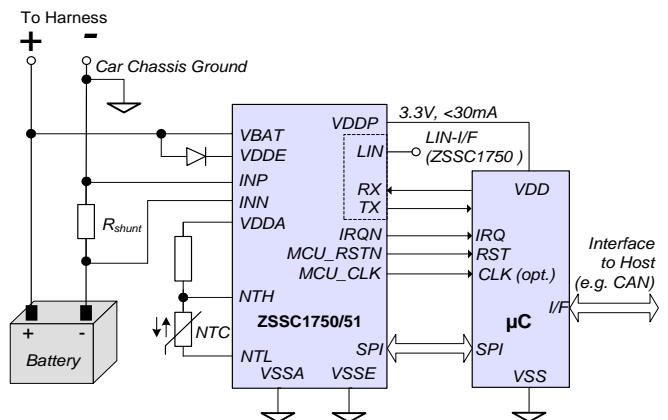 To Harness
+ -
Car Chassis Ground
VBAT
VDDE
INP
INN
VDDA
NTH
NTL
VSSA
VSSE
VDDP
LIN
RX
TX
IRQN
MCU_RSTN
MCU_CLK
SPI
ZSSC1750/51
Rshunt
NTC
+ -
Battery
3.3V, <30mA
LIN-I/F
(ZSSC1750 )
VDD
IRQ
RST
CLK (opt.)
I/F
µC
SPI
VSS
Interface
to Host
(e.g. CAN)